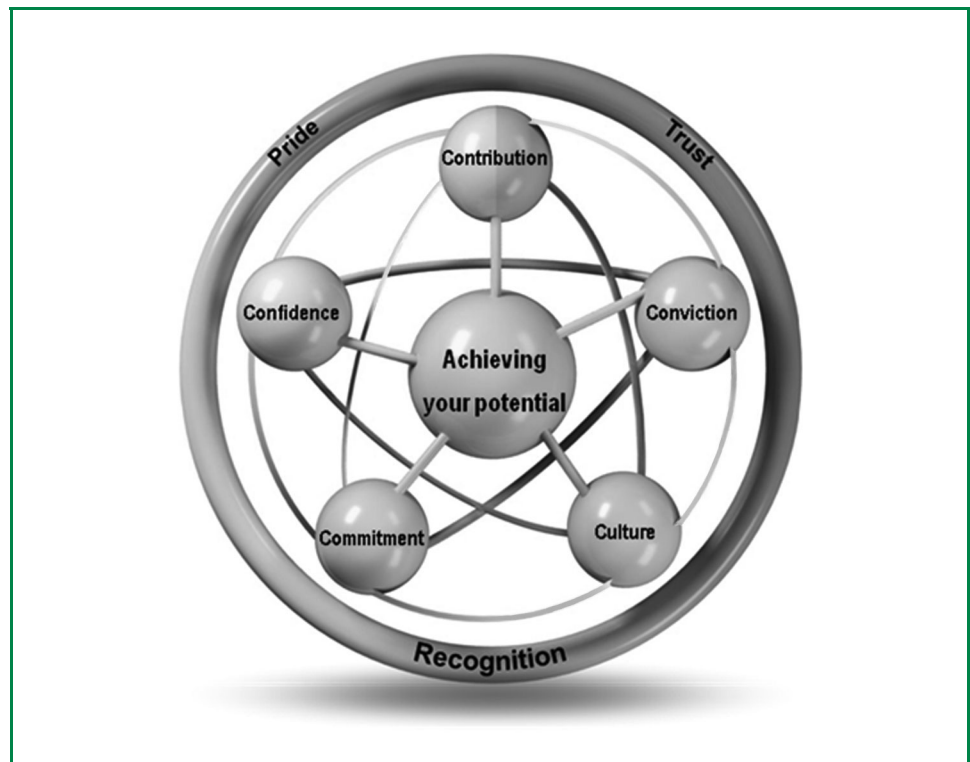 Pride
Trust
Contribution
Confidence
Conviction
Achieving
your potential
Commitment
Culture
Recognition